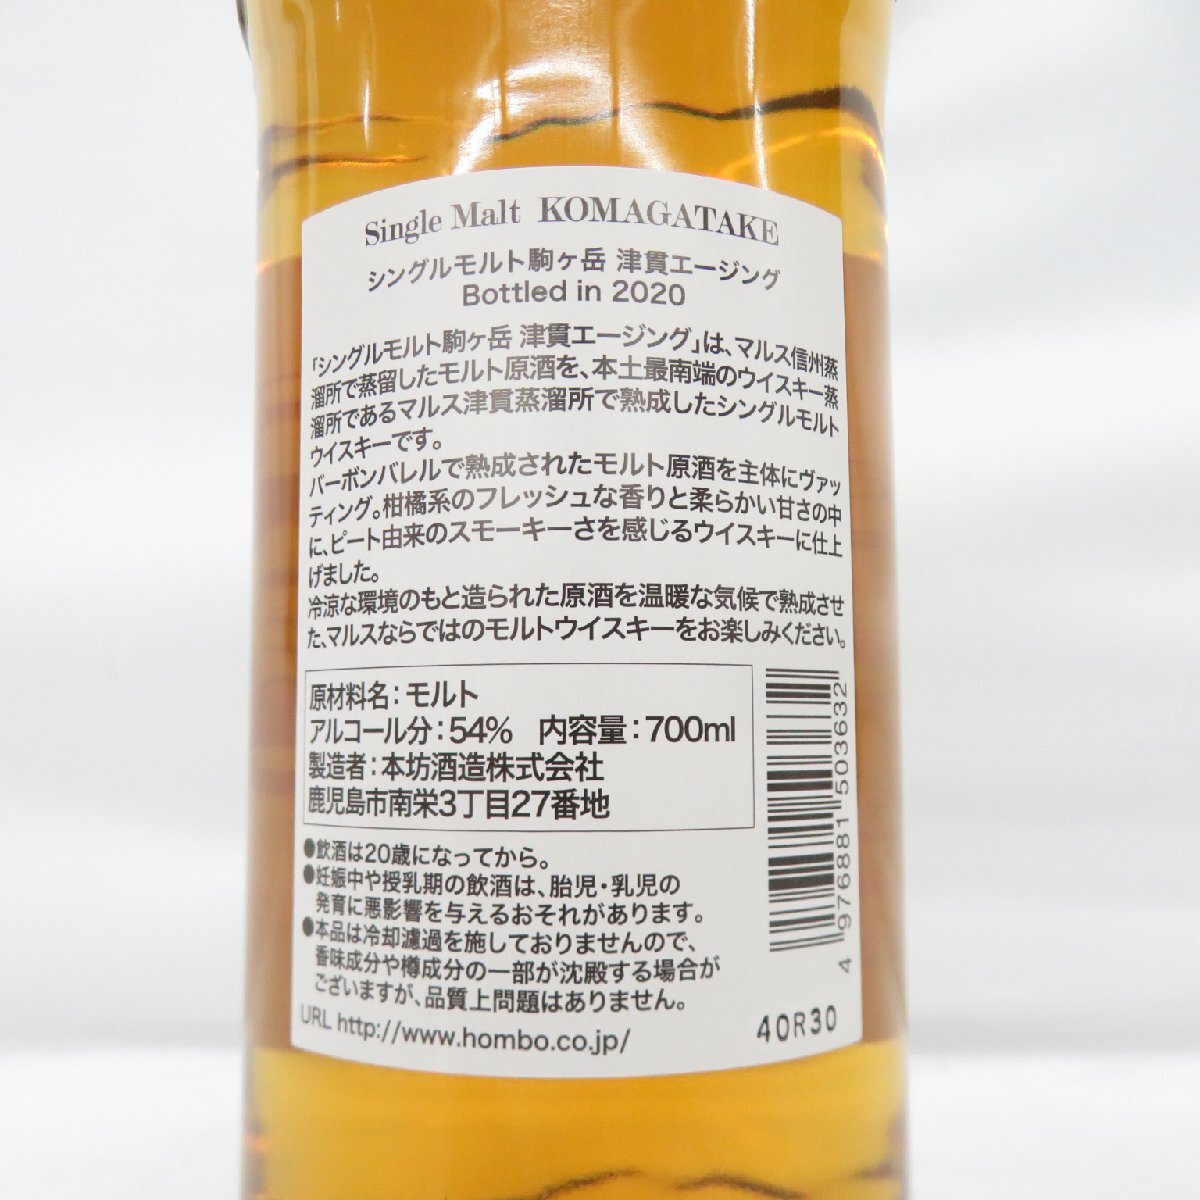 Single Malt KOMAGATAKE
シングルモルト駒ヶ岳 津貫エージング
Bottled in 2020
「シングルモルト駒ヶ岳 津貫エージング」は、マルス信州蒸
溜所で蒸留したモルト原酒を、本土最南端のウイスキー蒸
溜所であるマルス津貫蒸溜所で熟成したシングルモルト
ウイスキーです。
バーボンバレルで熟成されたモルト原酒を主体にヴァッ
ティング。柑橘系のフレッシュな香りと柔らかい甘さの中
に、ピート由来のスモーキーさを感じるウイスキーに仕上
げました。
冷涼な環境のもと造られた原酒を温暖な気候で熟成させ
た、マルスならではのモルトウイスキーをお楽しみください。
原材料名：モルト
アルコール分：54% 内容量：700ml
製造者：本坊酒造株式会社
鹿児島市南栄3丁目27番地
●飲酒は20歳になってから。
●妊娠中や授乳期の飲酒は、胎児・乳児の
発育に悪影響を与えるおそれがあります。
●本品は冷却濾過を施しておりませんので、
香味成分や樽成分の一部が沈殿する場合が
ございますが、品質上問題はありません。
URL http://www.hombo.co.jp/
4 976881 503632
40R30